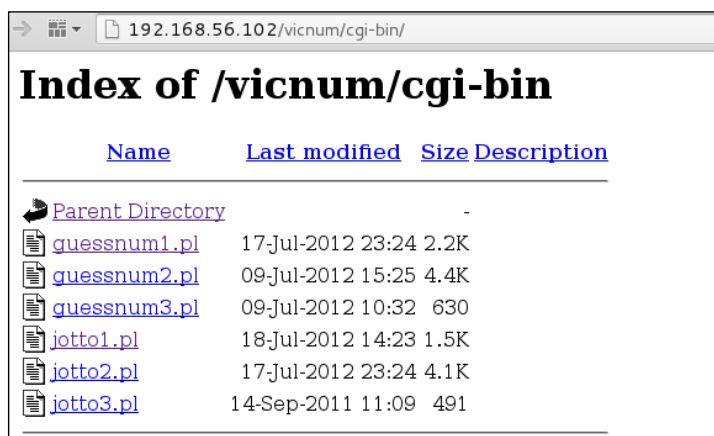 192.168.56.102/vicnum/cgi-bin/
Index of /vicnum/cgi-bin
Name Last modified Size Description
Parent Directory -
guessnum1.pl 17-Jul-2012 23:24 2.2K
guessnum2.pl 09-Jul-2012 15:25 4.4K
guessnum3.pl 09-Jul-2012 10:32 630
jotto1.pl 18-Jul-2012 14:23 1.5K
jotto2.pl 17-Jul-2012 23:24 4.1K
jotto3.pl 14-Sep-2011 11:09 491